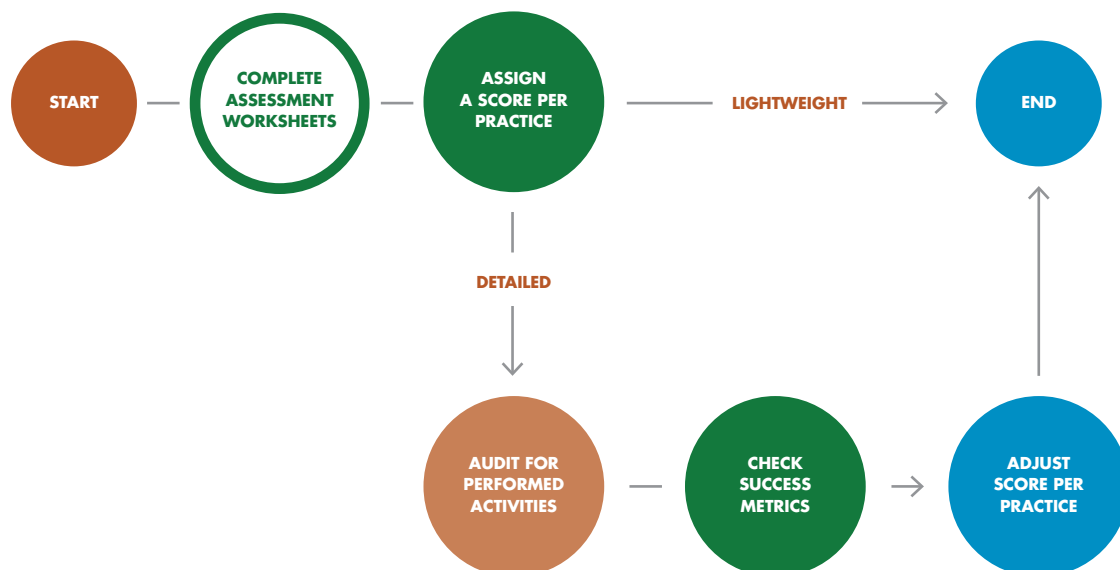 START
COMPLETE
ASSESSMENT
WORKSHEETS
ASSIGN
A SCORE PER
PRACTICE
LIGHTWEIGHT
END
DETAILED
AUDIT FOR
PERFORMED
ACTIVITIES
CHECK
SUCCESS
METRICS
ADJUST
SCORE PER
PRACTICE